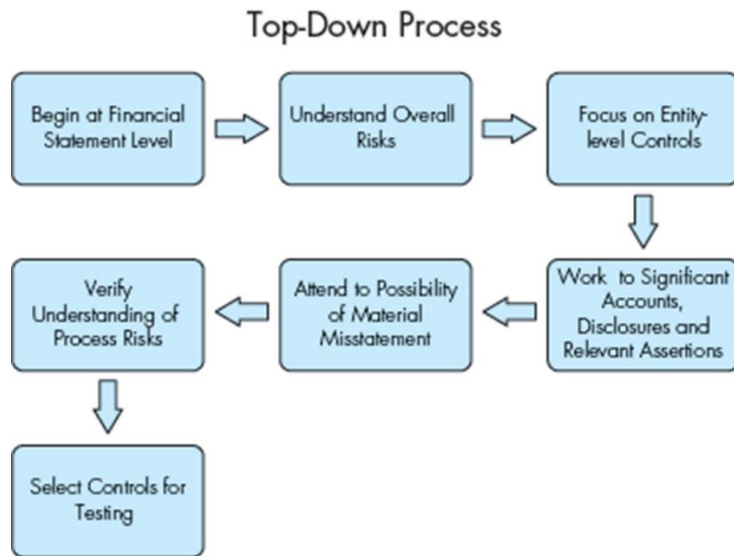 Top-Down Process
Begin at Financial
Statement Level
Understand Overall
Risks
Focus on Entity-
level Controls
Work to Significant
Accounts,
Disclosures and
Relevant Assertions
Attend to Possibility
of Material
Misstatement
Verify
Understanding of
Process Risks
Select Controls for
Testing